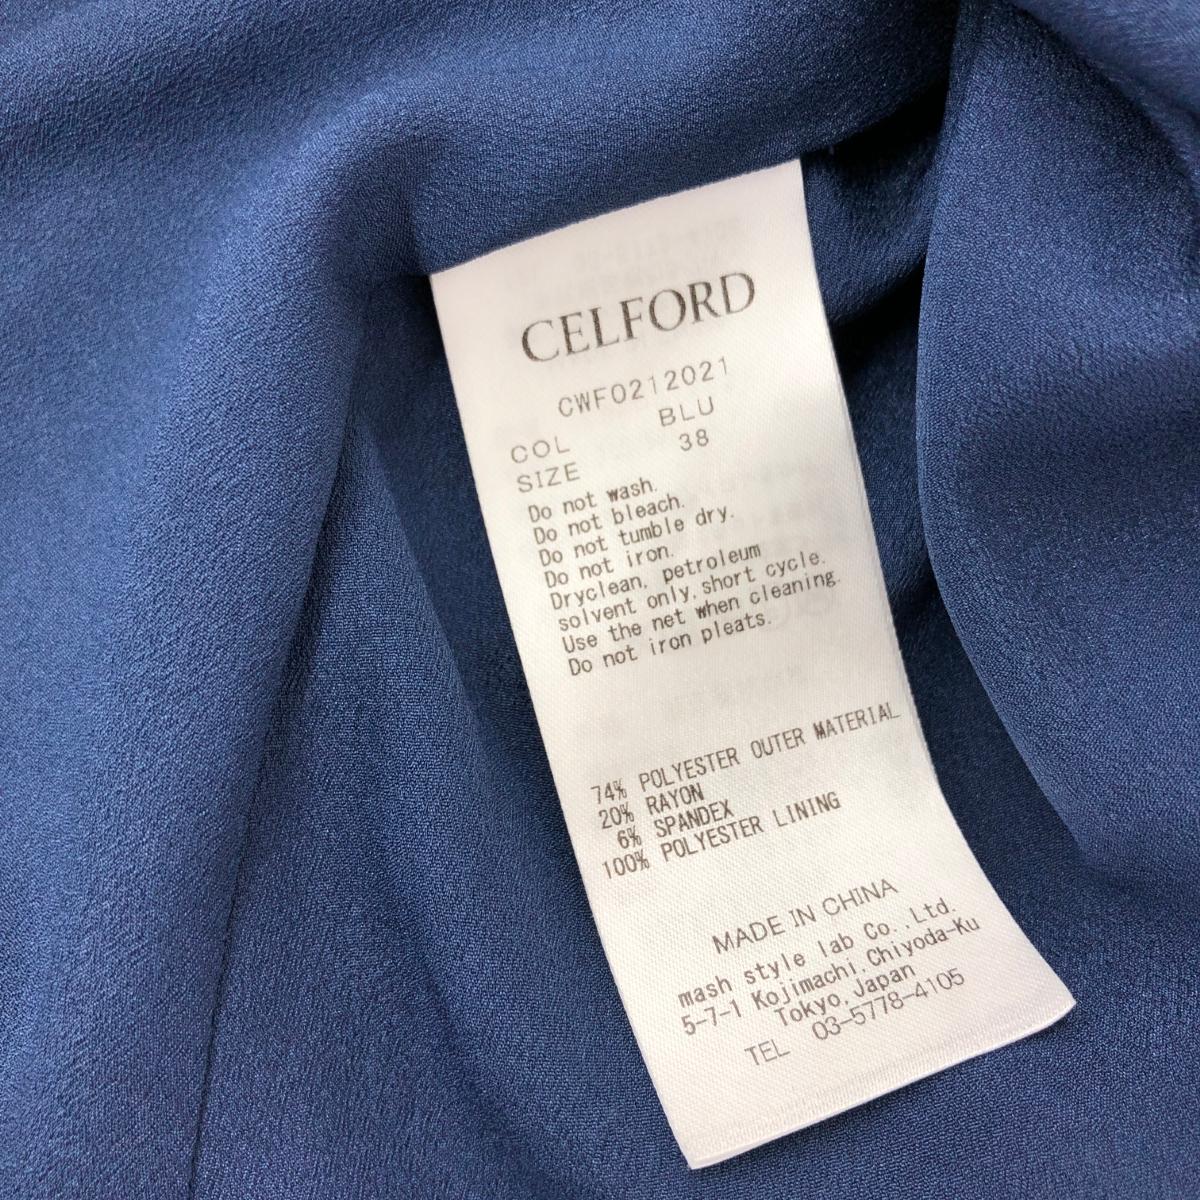 CELFORD
CWF0212021
COL BLU
SIZE 38
Do not wash.
Do not bleach.
Do not tumble dry.
Do not iron.
Dryclean, petroleum
solvent only,short cycle.
Use the net when cleaning.
Do not iron pleats.
74% POLYESTER OUTER MATERIAL
20% RAYON
6% SPANDEX
100% POLYESTER LINING
MADE IN CHINA
mash style lab Co.,Ltd.
5-7-1 Kojimachi,Chiyoda-Ku
Tokyo,Japan
TEL 03-5778-4105